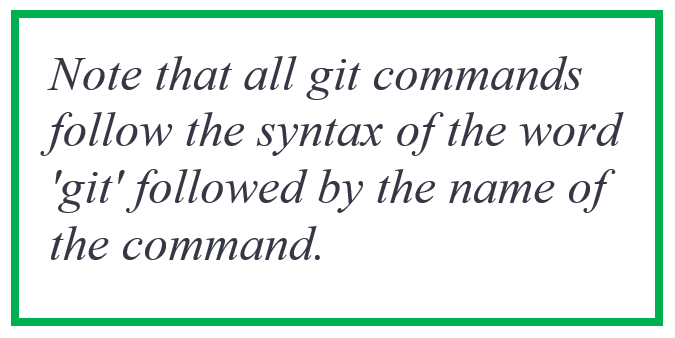 Note that all git commands
follow the syntax of the word
'git' followed by the name of
the command.